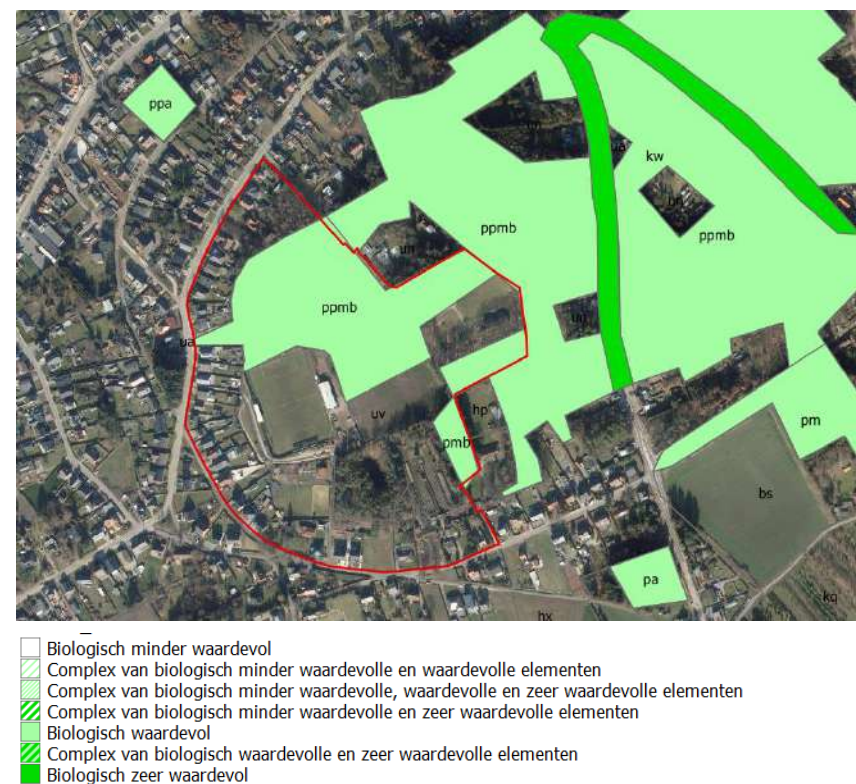 ppa
kw
ppmb
ppmb
un
ppmb
ua
uv
hp
pmb
pm
bs
pa
hx
kq
Biologisch minder waardevol
Complex van biologisch minder waardevolle en waardevolle elementen
Complex van biologisch minder waardevolle, waardevolle en zeer waardevolle elementen
Complex van biologisch minder waardevolle en zeer waardevolle elementen
Biologisch waardevol
Complex van biologisch waardevolle en zeer waardevolle elementen
Biologisch zeer waardevol